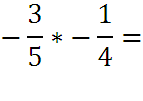 −3/5 * −1/4 =